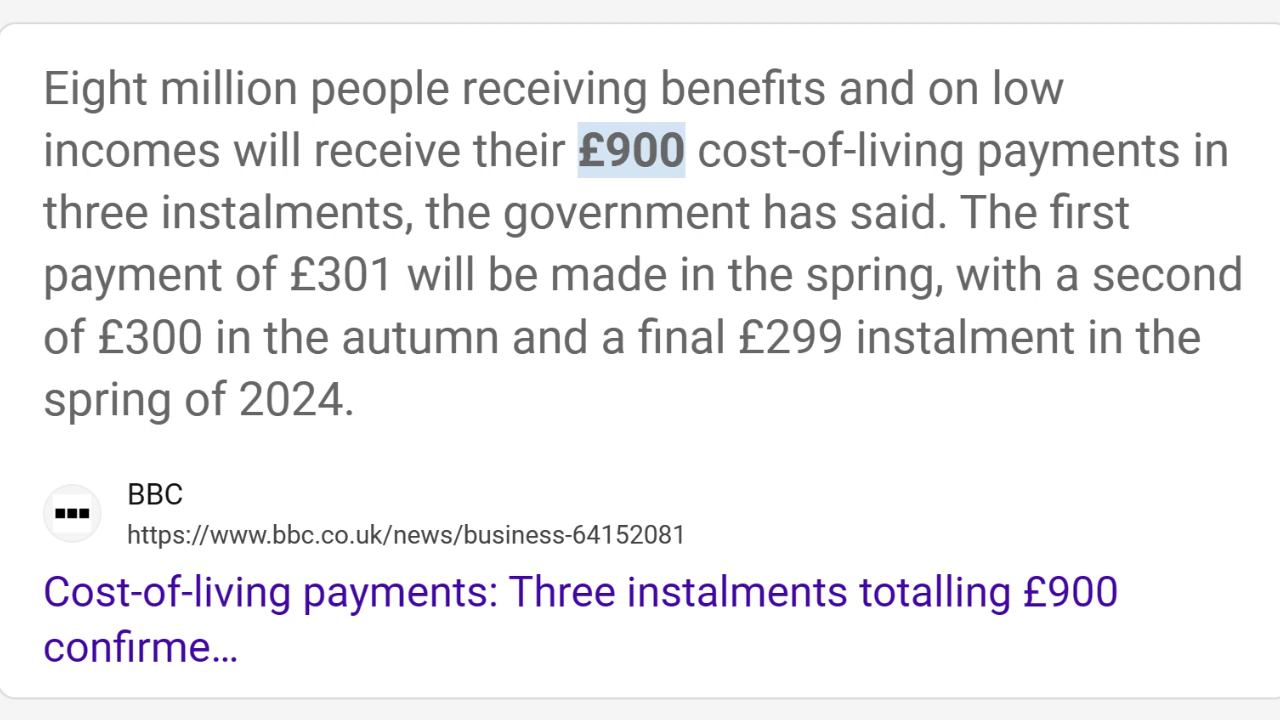 Eight million people receiving benefits and on low
incomes will receive their £900 cost-of-living payments in
three instalments, the government has said. The first
payment of £301 will be made in the spring, with a second
of £300 in the autumn and a final £299 instalment in the
spring of 2024.
BBC
https://www.bbc.co.uk/news/business-64152081
Cost-of-living payments: Three instalments totalling £900
confirme...